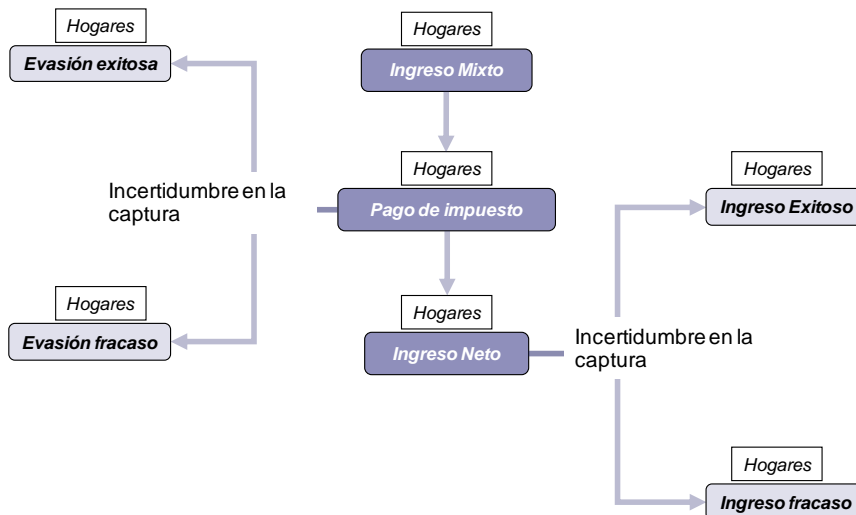 Hogares
Evasión exitosa
Hogares
Ingreso Mixto
Hogares
Pago de impuesto
Incertidumbre en la
captura
Hogares
Ingreso Exitoso
Hogares
Evasión fracaso
Hogares
Ingreso Neto
Incertidumbre en la
captura
Hogares
Ingreso fracaso